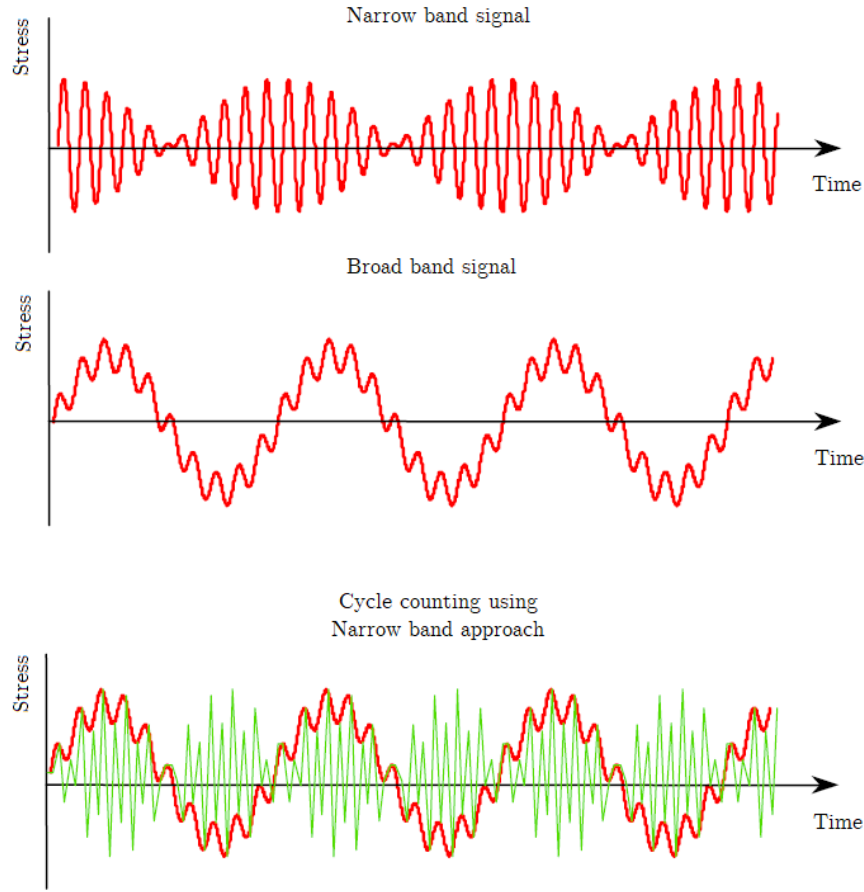 Narrow band signal
Stress
Time
Broad band signal
Stress
Time
Cycle counting using
Narrow band approach
Stress
Time